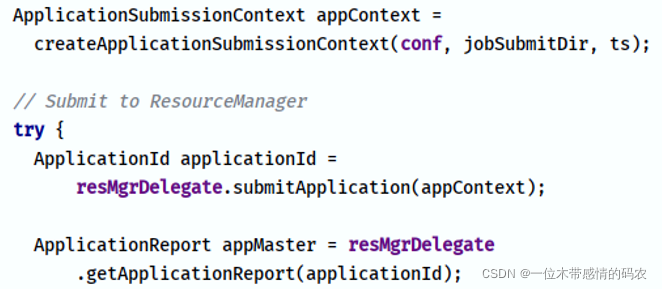 ApplicationSubmissionContext appContext =
createApplicationSubmissionContext(conf, jobSubmitDir, ts);
// Submit to ResourceManager
try {
ApplicationId applicationId =
resMgrDelegate.submitApplication(appContext);
ApplicationReport appMaster = resMgrDelegate
.getApplicationReport(applicationId);
CSDN @一位木带感情的码农